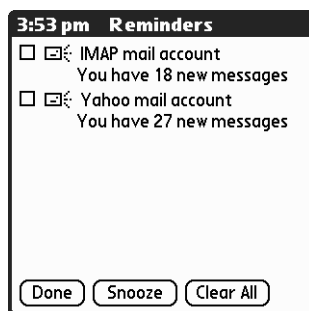 3:53 pm Reminders
IMAP mail account
You have 18 new messages
Yahoo mail account
You have 27 new messages
Done Snooze Clear All